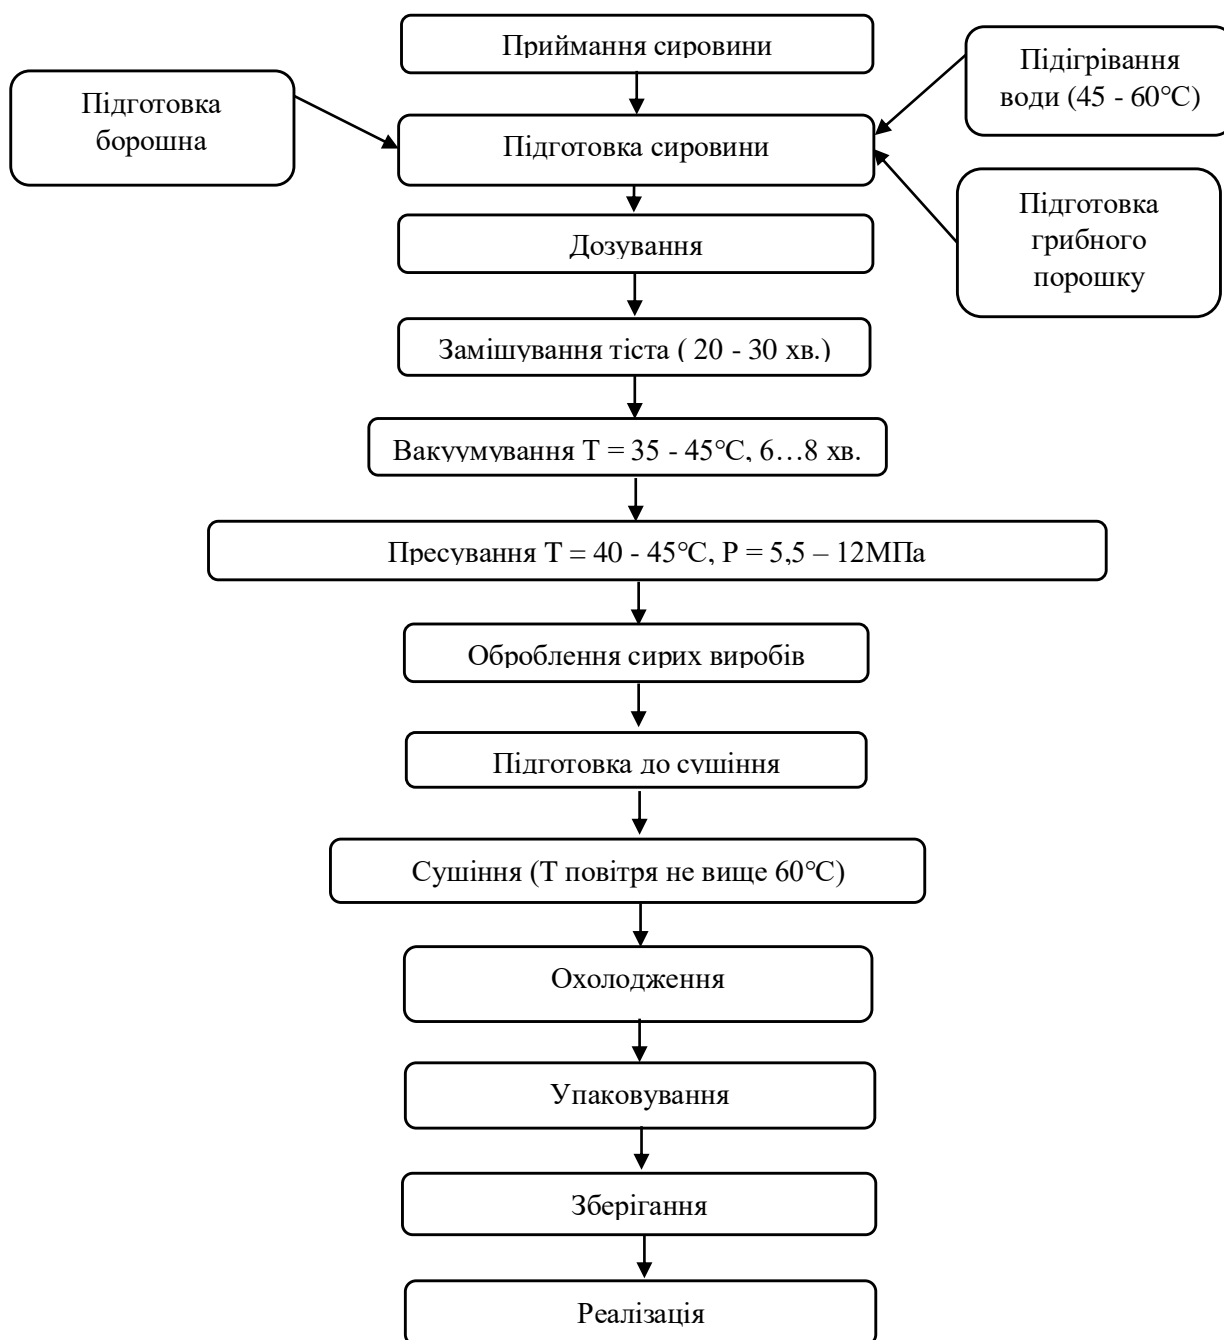 Приймання сировини
Підігрівання
води (45 - 60°С)
Підготовка
борошна
Підготовка сировини
Підготовка
грибного
порошку
Дозування
Замішування тіста ( 20 - 30 хв.)
Вакуумування Т = 35 - 45°С, 6…8 хв.
Пресування Т = 40 - 45°С, Р = 5,5 – 12МПа
Оброблення сирих виробів
Підготовка до сушіння
Сушіння (Т повітря не вище 60°С)
Охолодження
Упаковування
Зберігання
Реалізація